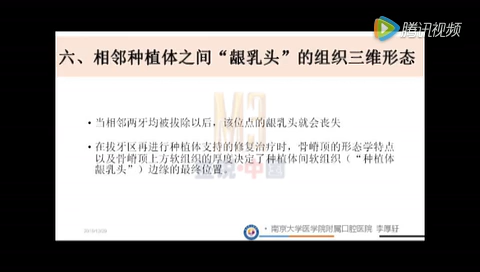 腾讯视频
六、相邻种植体之间“龈乳头”的组织三维形态
• 当相邻两牙均被拔除以后，该位点的龈乳头就会丧失
• 在拔牙区再进行种植体支持的修复治疗时，骨嵴顶的形态学特点
以及骨嵴顶上方软组织的厚度决定了种植体间软组织（“种植体
龈乳头”）边缘的最终位置。
• 南京大学医学院附属口腔医院 李厚轩